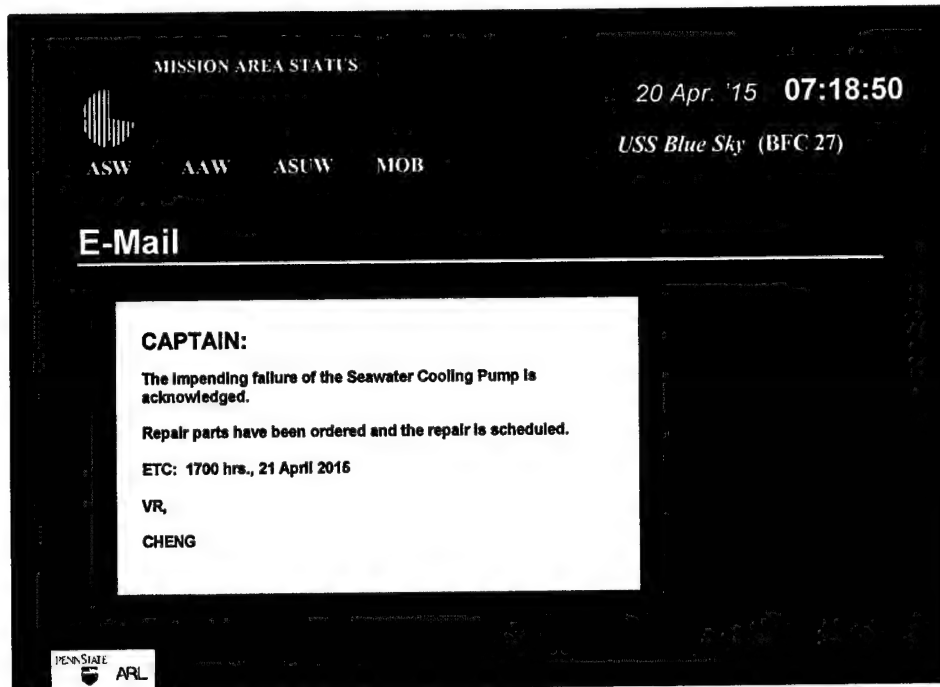 MISSION AREA STATUS
20 Apr. '15 07:18:50
USS Blue Sky (BFC 27)
ASW AAW ASUW MOB
E-Mail
CAPTAIN:
The impending failure of the Seawater Cooling Pump is
acknowledged.
Repair parts have been ordered and the repair is scheduled.
ETC: 1700 hrs., 21 April 2015
VR,
CHENG
PENNSTATE
ARL